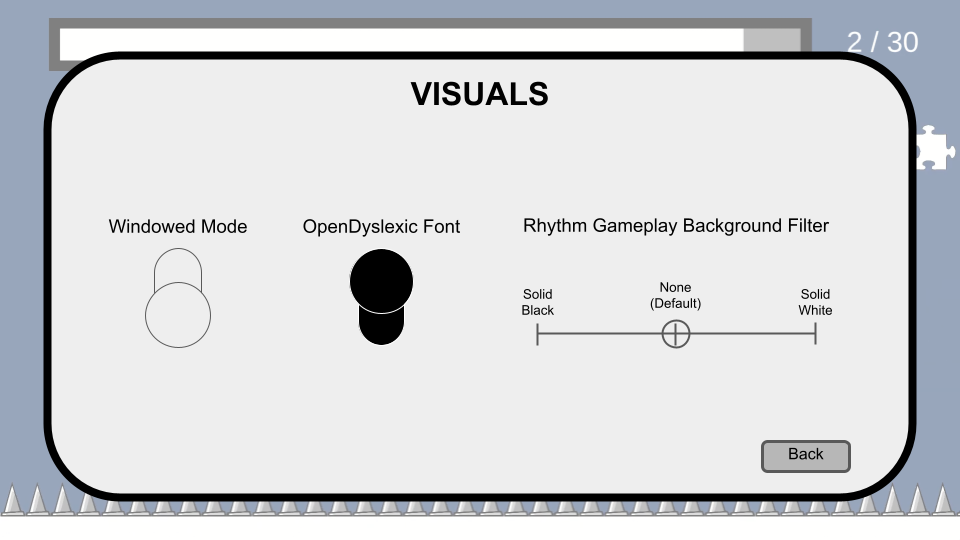 2 / 30
VISUALS
Windowed Mode
OpenDyslexic Font
Rhythm Gameplay Background Filter
Solid
Black
None
(Default)
Solid
White
Back